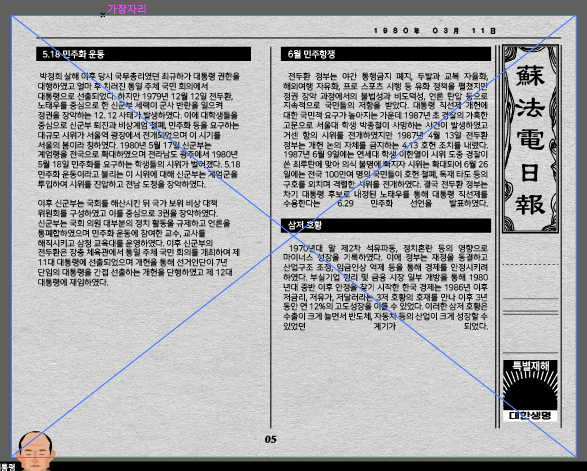 가장자리
1980년 03월 11일
5.18 민주화 운동
박정희 살해 이후 당시 국무총리였던 최규하가 대통령 권한을
대행하였고 얼마 후 치러진 통일 주체 국민 회의에서
대통령으로 선출되었다. 하지만 1979년 12월 12일 전두환,
노태우를 중심으로 한 신군부 세력이 군사 반란을 일으켜
정권을 장악하는 12. 12 사태가 발생하였다. 이에 대학생들을
중심으로 신군부 퇴진과 비상계엄 철폐, 민주화 등을 요구하는
대규모 시위가 서울역 광장에서 전개되었으며 이 시기를
서울의 봄이라 칭하였다. 1980년 5월 17일 신군부는
계엄령을 전국으로 확대하였으며 전라남도 광주에서 1980년
5월 18일 민주화를 요구하는 학생들의 시위가 벌어졌다. 5.18
민주화 운동이라고 불리는 이 시위에 대해 신군부는 계엄군을
투입하여 시위를 진압하고 전남 도청을 장악하였다.
이후 신군부는 국회를 해산시킨 뒤 국가 보위 비상 대책
위원회를 구성하였고 이를 중심으로 3권을 장악하였다.
신군부는 국회 의원 대부분의 정치 활동을 규제하고 언론을
통폐합하였으며 민주화 운동에 참여한 교수, 교사를
해직시키고 삼청 교육대를 운영하였다. 이후 신군부의
전두환은 장충 체육관에서 통일 주체 국민 회의를 개최하여 제
11대 대통령에 선출되었으며 개헌을 통해 선거인단이 7년
단임의 대통령을 간접 선출하는 개헌을 단행하였고 제 12대
대통령에 재임하였다.
6월 민주항쟁
전두환 정부는 야간 통행금지 폐지, 두발과 교복 자율화,
해외여행 자유화, 프로 스포츠 시행 등 유화 정책을 펼쳤지만
정권 장악 과정에서의 불법성과 비도덕성, 언론 탄압 등으로
지속적으로 국민들의 저항을 받았다. 대통령 직선제 개헌에
대한 국민적 요구가 높아지는 가운데 1987년 초 경찰의 가혹한
고문으로 서울대 학생 박종철이 사망하는 사건이 발생하였고
거센 항의 시위를 전개하였지만 1987년 4월 13일 전두환
정부는 개헌 논의 자체를 금지하는 4.13 호헌 조치를 내렸다.
1987년 6월 9일에는 연세대 학생 이한열이 시위 도중 경찰이
쏜 최루탄에 맞아 의식 불명에 빠지자 시위는 확대되어 6월 26
일에는 전국 100만여 명의 국민들이 호헌 철폐, 독재 타도 등의
구호를 외치며 격렬한 시위를 전개하였다. 결국 전두환 정부는
차기 대통령 후보로 내정된 노태우를 통해 대통령 직선제를
수용한다는 6.29 민주화 선언을 발표하였다.
삼저 호황
1970년대 말 제2차 석유파동, 정치혼란 등의 영향으로
마이너스 성장을 기록하였다. 이에 정부는 재정을 동결하고
산업구조 조정, 임금인상 억제 등을 통해 경제를 안정시키려
하였다. 부실기업 정리 및 금융 시장 일부 개방을 통해 1980
년대 중반 이후 안정을 찾기 시작한 한국 경제는 1986년 이후
저금리, 저유가, 저달러라는 3저 호황의 호재를 만나 이후 3년
동안 연 12%의 고도성장을 이룰 수 있었다. 이러한 삼저 호황은
수출이 크게 늘면서 반도체, 자동차 등의 산업이 크게 성장할 수
있었던 계기가 되었다.
蘇法電日報
특별재해
대한생명
05
통령